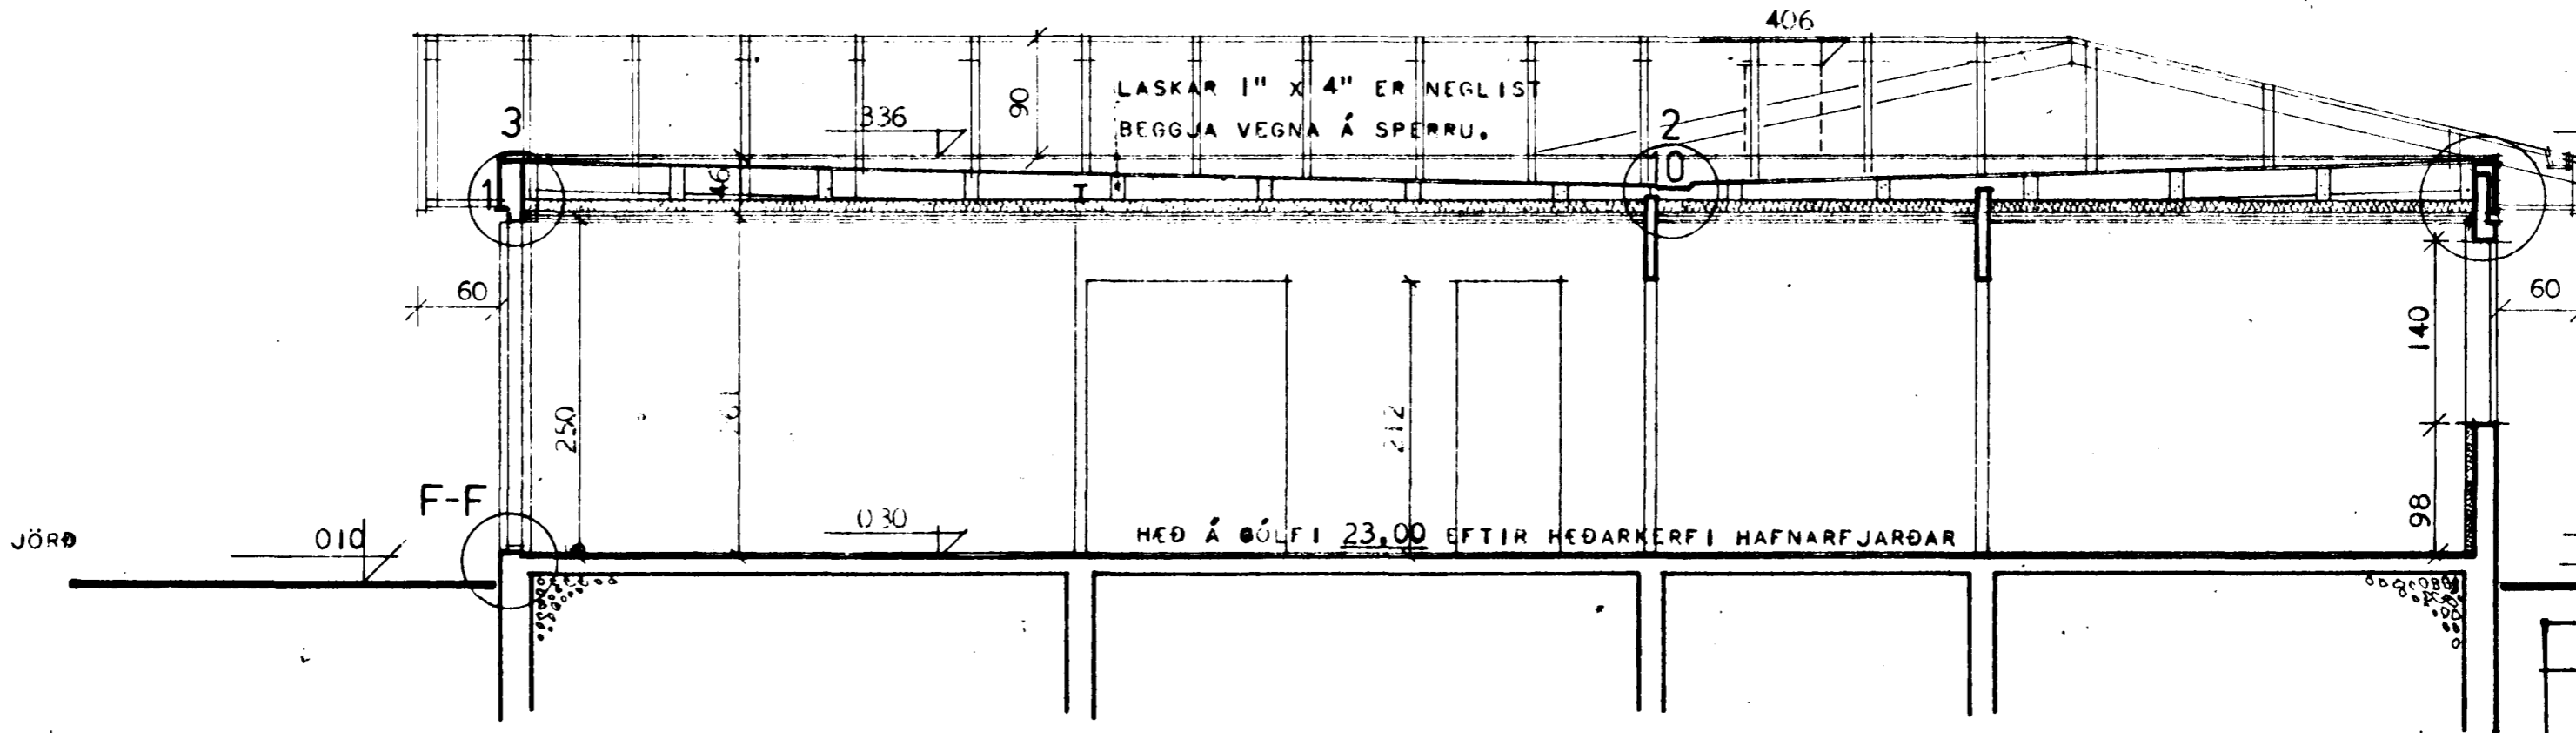 406
LASKAR 1" X 4" ER NEGLIST
BEGGJA VEGNA Á SPERRU.
90
336
3
2
10
1
46
I
60
60
140
250
212
98
F-F
JÖRÐ
010
030
HÆÐ Á GÓLFI 23.00 EFTIR HÆÐARKERFI HAFNARFJARÐAR